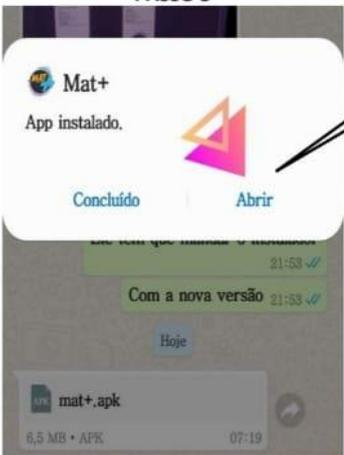 Mat+
App instalado.
Concluído
Abrir
21:53
Com a nova versão 21:53
Hoje
APK
mat+.apk
6,5 MB • APK
07:19